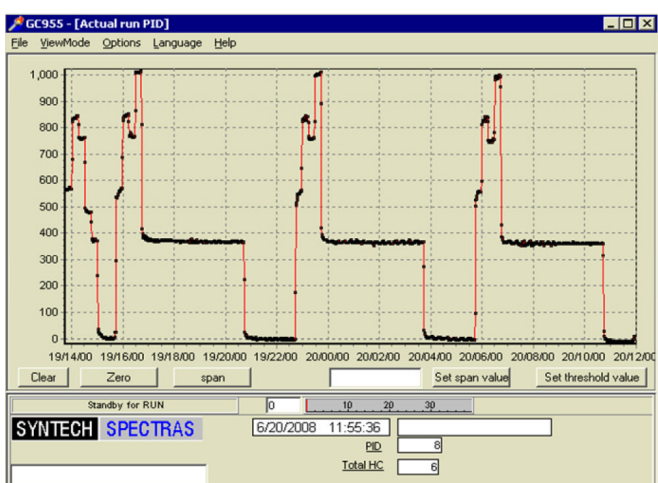 GC955 - [Actual run PID]
File ViewMode Options Language Help
1,000
900
800
700
600
500
400
300
200
100
0
19/14:00 19/16:00 19/18:00 19/20:00 19/22:00 20/00:00 20/02:00 20/04:00 20/06:00 20/08:00 20/10:00 20/12:00
Clear Zero span Set span value Set threshold value
Standby for RUN 0 10 20 30
SYNTECH SPECTRAS 6/20/2008 11:55:36
PID 8
Total HC 6